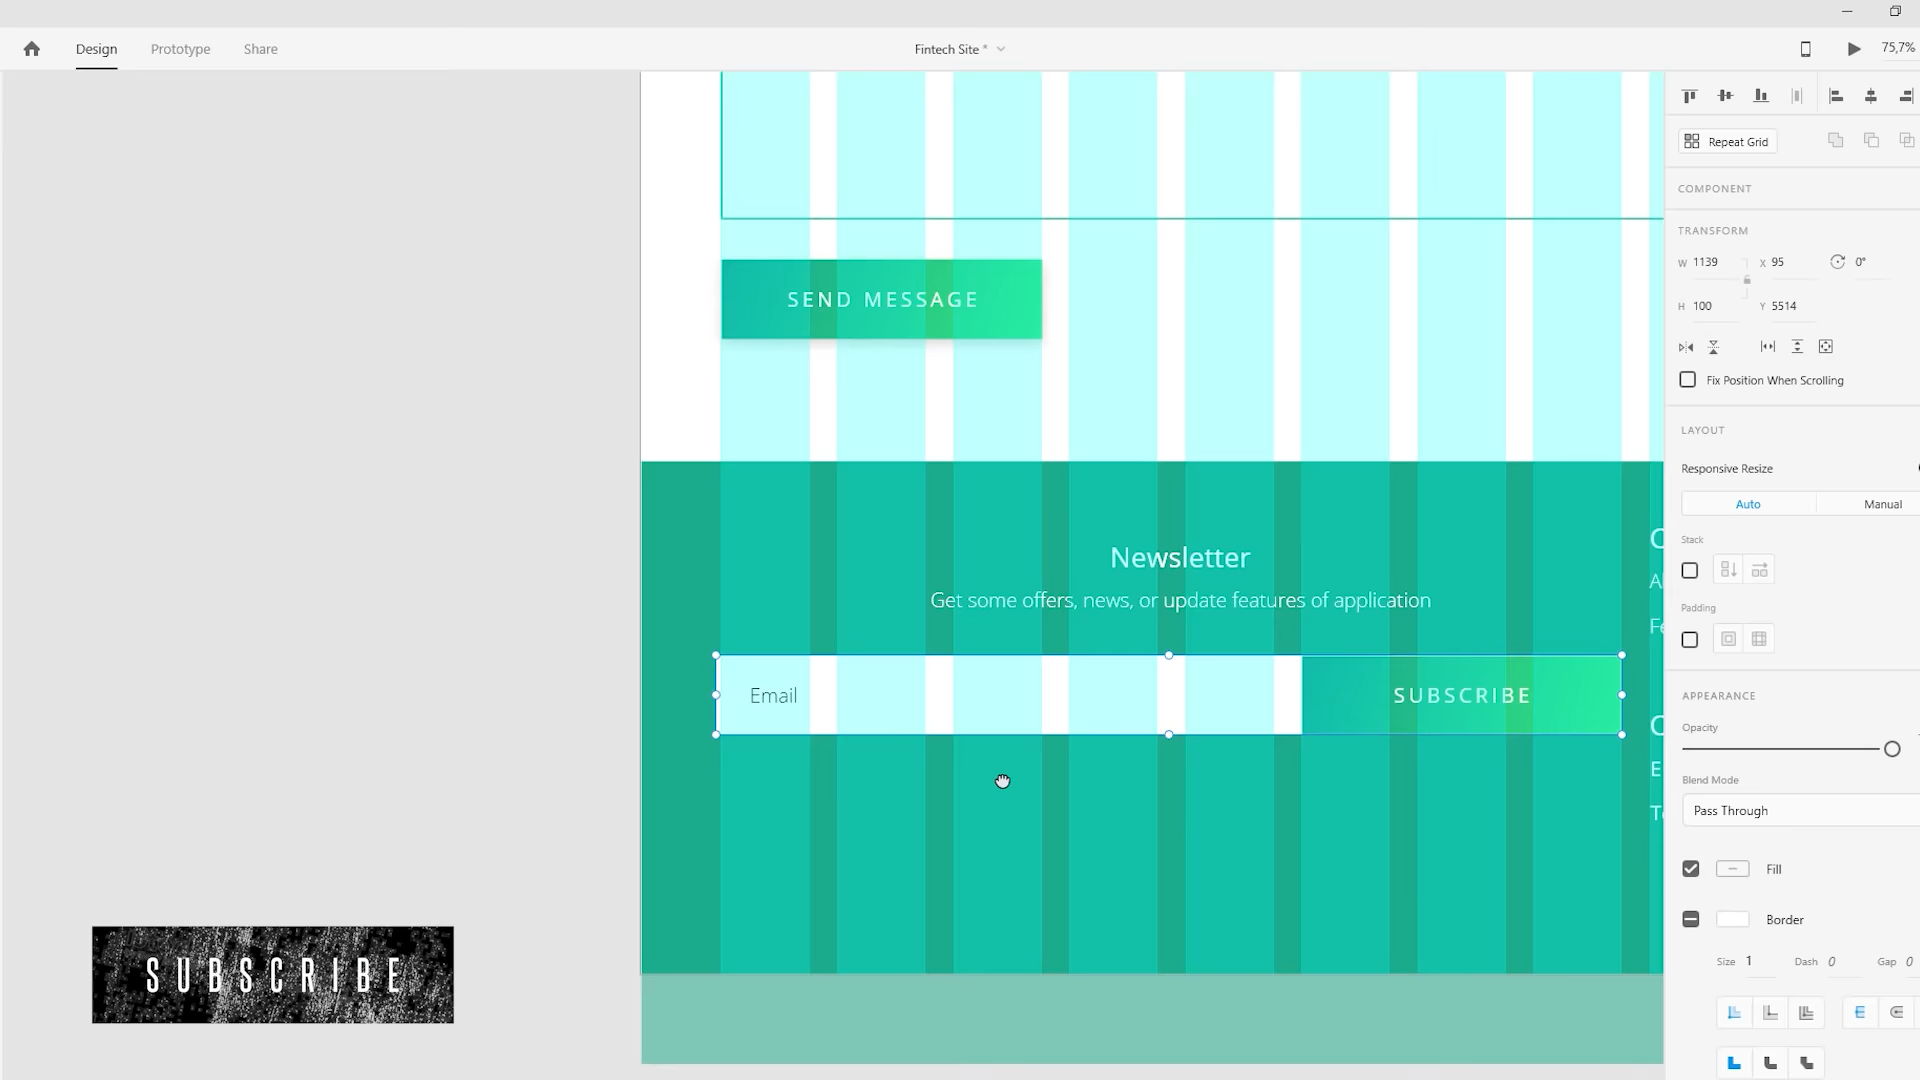 Design Prototype Share Fintech Site * 75,7%
Repeat Grid
COMPONENT
TRANSFORM
W 1139 X 95 0°
H 100 Y 5514
Fix Position When Scrolling
LAYOUT
Responsive Resize
Auto Manual
Stack
Padding
APPEARANCE
Opacity
Blend Mode
Pass Through
Fill
Border
Size 1 Dash 0 Gap 0
SEND MESSAGE
Newsletter
Get some offers, news, or update features of application
Email SUBSCRIBE
SUBSCRIBE